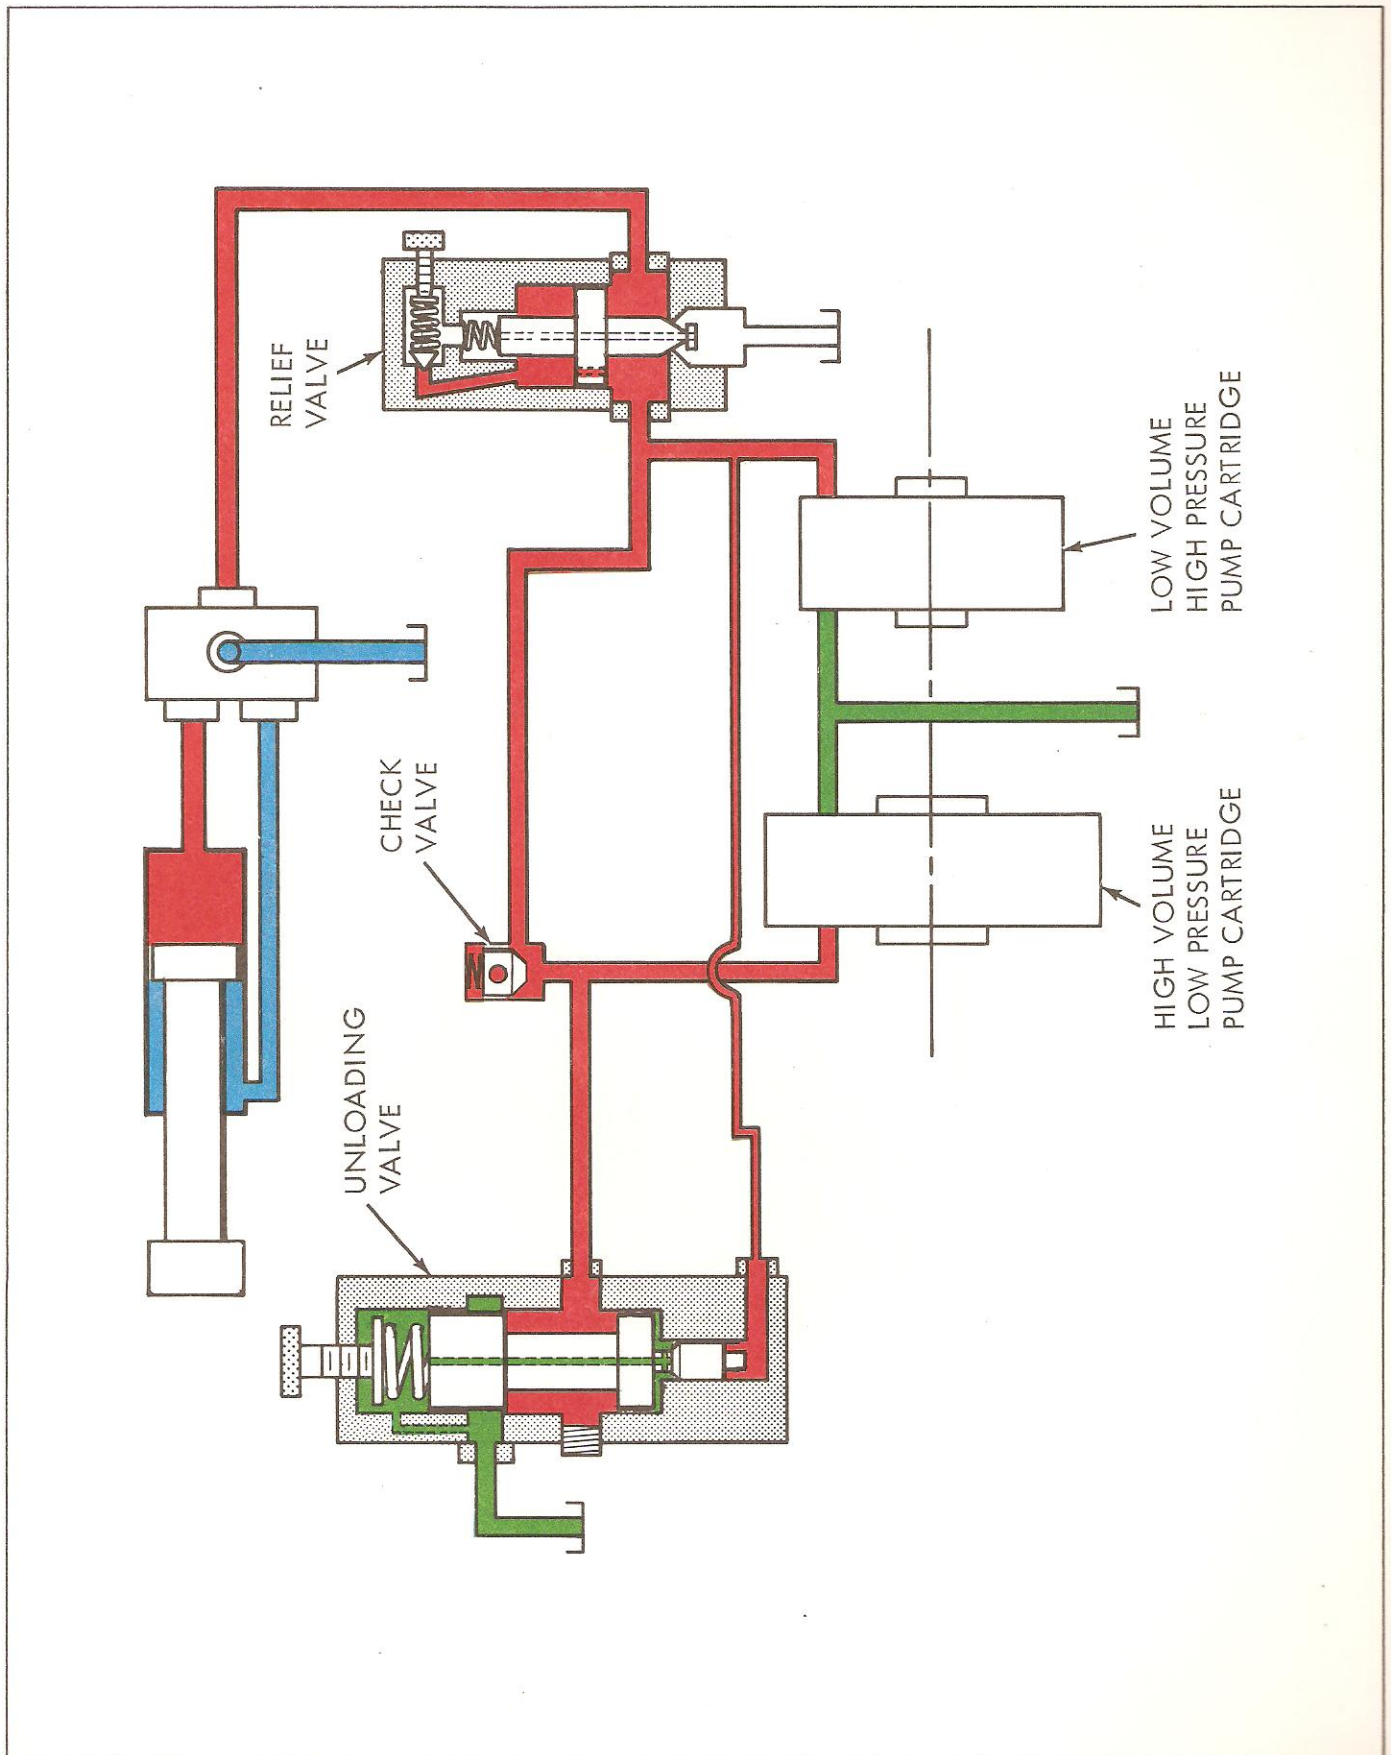 RELIEF
VALVE
CHECK
VALVE
UNLOADING
VALVE
LOW VOLUME
HIGH PRESSURE
PUMP CARTRIDGE
HIGH VOLUME
LOW PRESSURE
PUMP CARTRIDGE